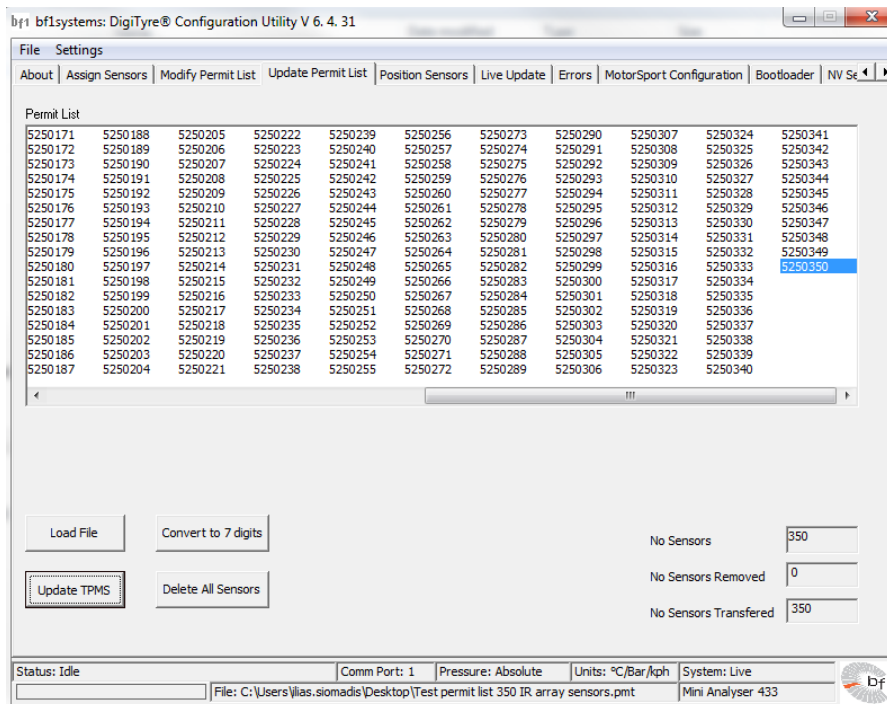 bf1 bf1systems: DigiTyre® Configuration Utility V 6. 4. 31
File Settings
About Assign Sensors Modify Permit List Update Permit List Position Sensors Live Update Errors MotorSport Configuration Bootloader NV Se
Permit List
5250171 5250188 5250205 5250222 5250239 5250256 5250273 5250290 5250307 5250324 5250341
5250172 5250189 5250206 5250223 5250240 5250257 5250274 5250291 5250308 5250325 5250342
5250173 5250190 5250207 5250224 5250241 5250258 5250275 5250292 5250309 5250326 5250343
5250174 5250191 5250208 5250225 5250242 5250259 5250276 5250293 5250310 5250327 5250344
5250175 5250192 5250209 5250226 5250243 5250260 5250277 5250294 5250311 5250328 5250345
5250176 5250193 5250210 5250227 5250244 5250261 5250278 5250295 5250312 5250329 5250346
5250177 5250194 5250211 5250228 5250245 5250262 5250279 5250296 5250313 5250330 5250347
5250178 5250195 5250212 5250229 5250246 5250263 5250280 5250297 5250314 5250331 5250348
5250179 5250196 5250213 5250230 5250247 5250264 5250281 5250298 5250315 5250332 5250349
5250180 5250197 5250214 5250231 5250248 5250265 5250282 5250299 5250316 5250333 5250350
5250181 5250198 5250215 5250232 5250249 5250266 5250283 5250300 5250317 5250334
5250182 5250199 5250216 5250233 5250250 5250267 5250284 5250301 5250318 5250335
5250183 5250200 5250217 5250234 5250251 5250268 5250285 5250302 5250319 5250336
5250184 5250201 5250218 5250235 5250252 5250269 5250286 5250303 5250320 5250337
5250185 5250202 5250219 5250236 5250253 5250270 5250287 5250304 5250321 5250338
5250186 5250203 5250220 5250237 5250254 5250271 5250288 5250305 5250322 5250339
5250187 5250204 5250221 5250238 5250255 5250272 5250289 5250306 5250323 5250340
Load File Convert to 7 digits
No Sensors 350
Update TPMS Delete All Sensors
No Sensors Removed 0
No Sensors Transfered 350
Status: Idle Comm Port: 1 Pressure: Absolute Units: ºC/Bar/kph System: Live
File: C:\Users\ilias.siomadis\Desktop\Test permit list 350 IR array sensors.pmt Mini Analyser 433
bf